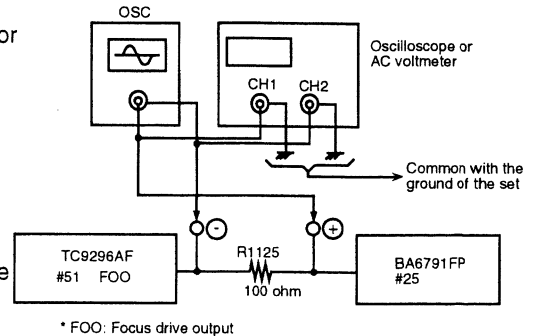 OSC
or
Oscilloscope or
AC voltmeter
CH1 CH2
Common with the
ground of the set
-
+
R1125
100 ohm
TC9296AF
#51 FOO
BA6791FP
#25
e
* FOO: Focus drive output